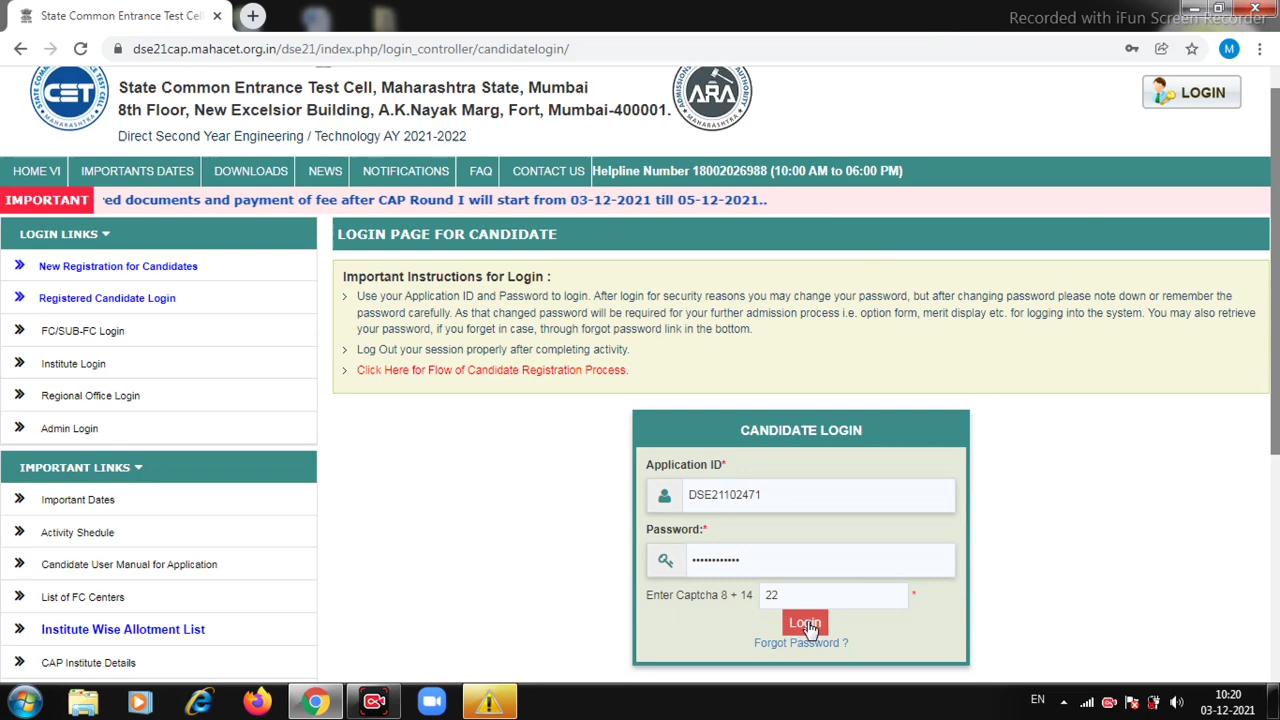 State Common Entrance Test Cell
Recorded with iFun Screen Recorder
dse21cap.mahacet.org.in/dse21/index.php/login_controller/candidatelogin/
M
CET
MAHARASHTRA
State Common Entrance Test Cell, Maharashtra State, Mumbai
8th Floor, New Excelsior Building, A.K.Nayak Marg, Fort, Mumbai-400001.
Direct Second Year Engineering / Technology AY 2021-2022
ARA
MAHARASHTRA
LOGIN
HOME VI
IMPORTANTS DATES
DOWNLOADS
NEWS
NOTIFICATIONS
FAQ
CONTACT US
Helpline Number 18002026988 (10:00 AM to 06:00 PM)
IMPORTANT
ed documents and payment of fee after CAP Round I will start from 03-12-2021 till 05-12-2021..
LOGIN LINKS
New Registration for Candidates
Registered Candidate Login
FC/SUB-FC Login
Institute Login
Regional Office Login
Admin Login
IMPORTANT LINKS
Important Dates
Activity Shedule
Candidate User Manual for Application
List of FC Centers
Institute Wise Allotment List
CAP Institute Details
LOGIN PAGE FOR CANDIDATE
Important Instructions for Login :
Use your Application ID and Password to login. After login for security reasons you may change your password, but after changing password please note down or remember the
password carefully. As that changed password will be required for your further admission process i.e. option form, merit display etc. for logging into the system. You may also retrieve
your password, if you forget in case, through forgot password link in the bottom.
Log Out your session properly after completing activity.
Click Here for Flow of Candidate Registration Process.
CANDIDATE LOGIN
Application ID*
DSE21102471
Password:*
••••••••••••
Enter Captcha 8 + 14
22
*
Login
Forgot Password ?
EN
10:20
03-12-2021